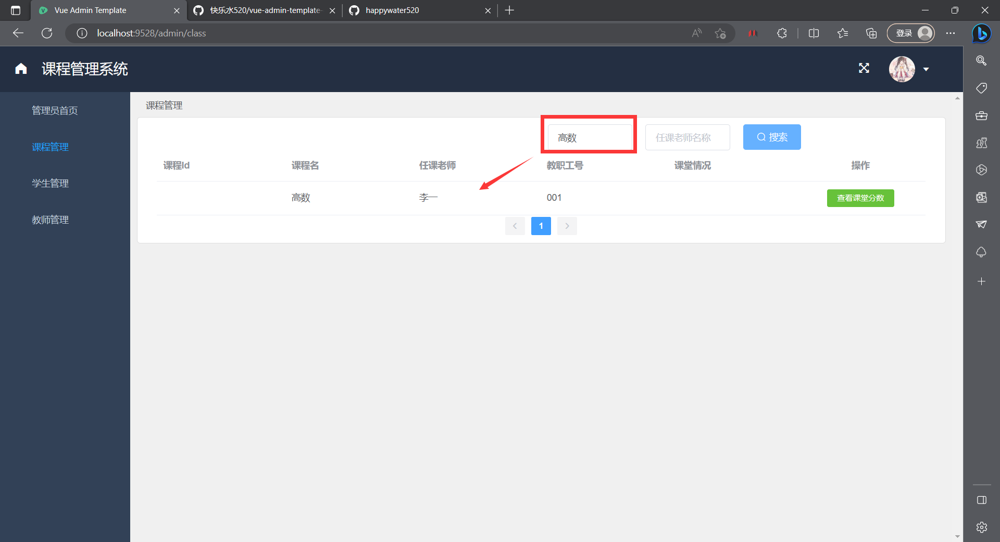 Vue Admin Template
快乐水520/vue-admin-template-
happywater520
localhost:9528/admin/class
登录
课程管理系统
管理员首页
课程管理
学生管理
教师管理
课程管理
高数
任课老师名称
搜索
课程Id 课程名 任课老师 教职工号 课堂情况 操作
高数 李一 001 查看课堂分数
1